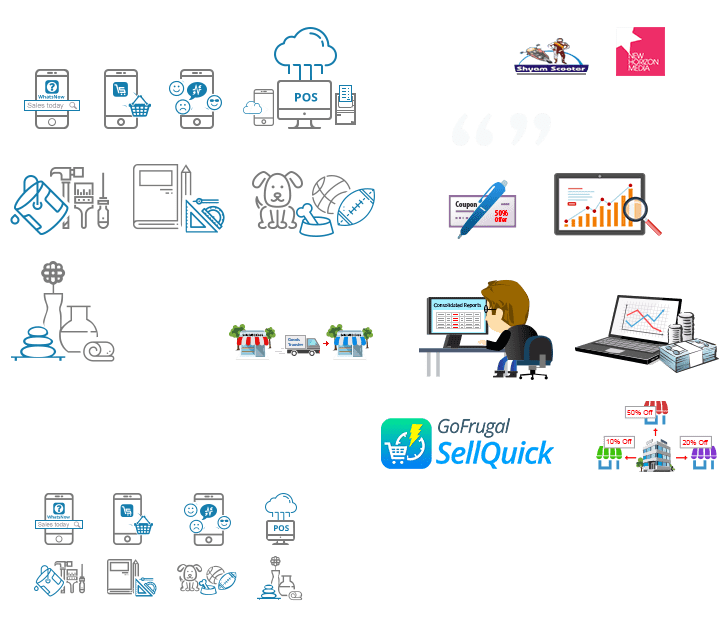 Shyam Scooter
NEW
HORIZON
MEDIA
WhatsNew
Sales today
POS
Coupon
50%
Offer
Consolidated Reports
Goods
Transfer
GoFrugal
SellQuick
50% Off
10% Off
20% Off
WhatsNew
Sales today
POS